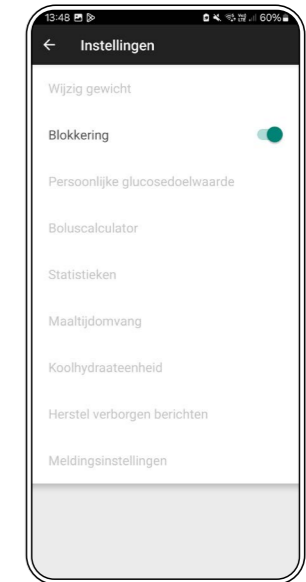 13:48 60%
Instellingen
Wijzig gewicht
Blokkering
Persoonlijke glucosedoelwaarde
Boluscalculator
Statistieken
Maaltijdomvang
Koolhydraateenheid
Herstel verborgen berichten
Meldingsinstellingen